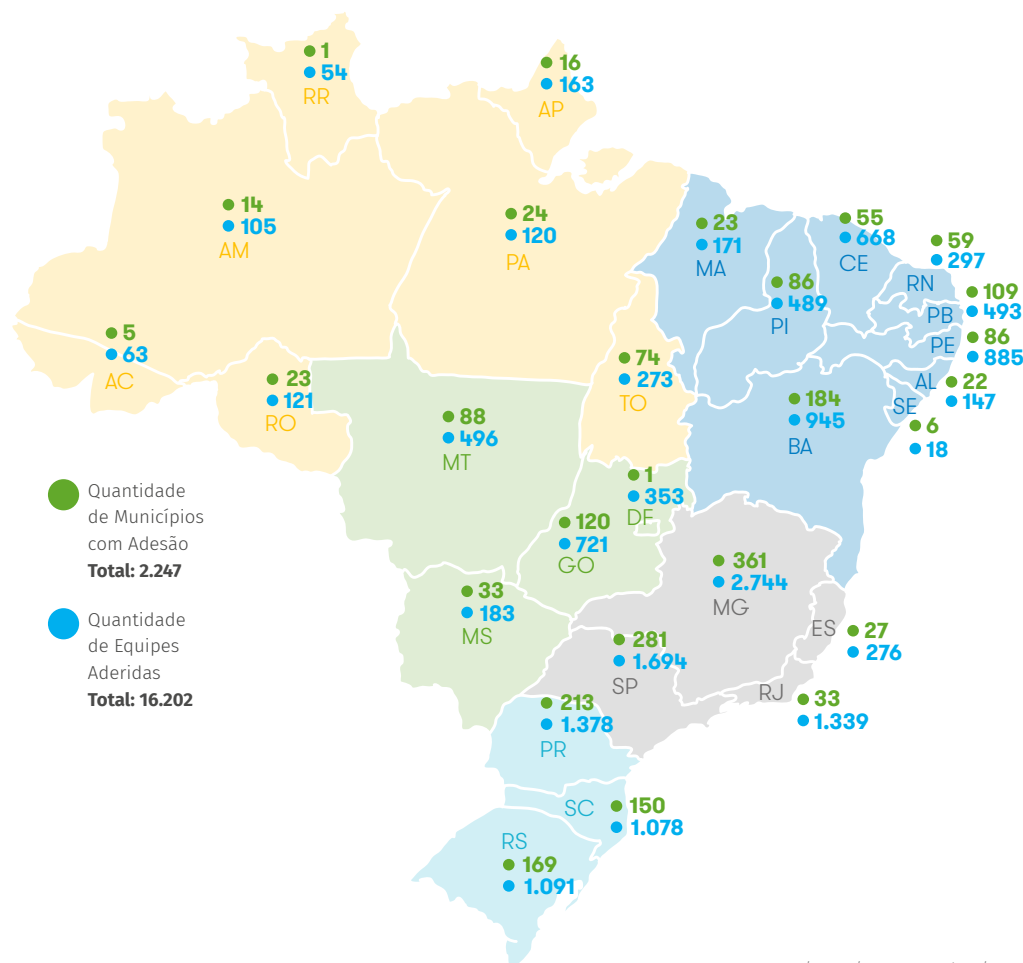 1
54
RR
16
163
AP
14
105
AM
24
120
PA
23
171
MA
55
668
CE
59
297
RN
86
489
PI
109
493
PB
86
885
PE
5
63
AC
23
121
RO
74
273
TO
22
147
AL
6
18
SE
184
945
BA
88
496
MT
1
353
DF
120
721
GO
Quantidade
de Municípios
com Adesão
Total: 2.247
Quantidade
de Equipes
Aderidas
Total: 16.202
33
183
MS
361
2.744
MG
27
276
ES
281
1.694
SP
33
1.339
RJ
213
1.378
PR
150
1.078
SC
RS
169
1.091